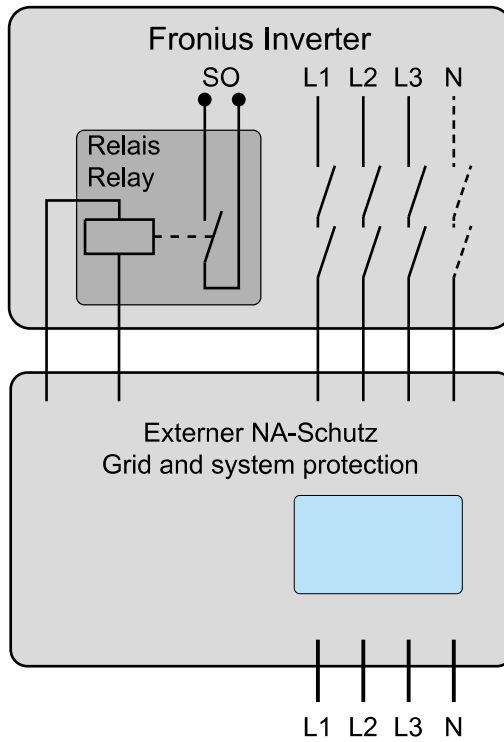 Fronius Inverter
SO L1 L2 L3 N
Relais
Relay
Externer NA-Schutz
Grid and system protection
L1 L2 L3 N